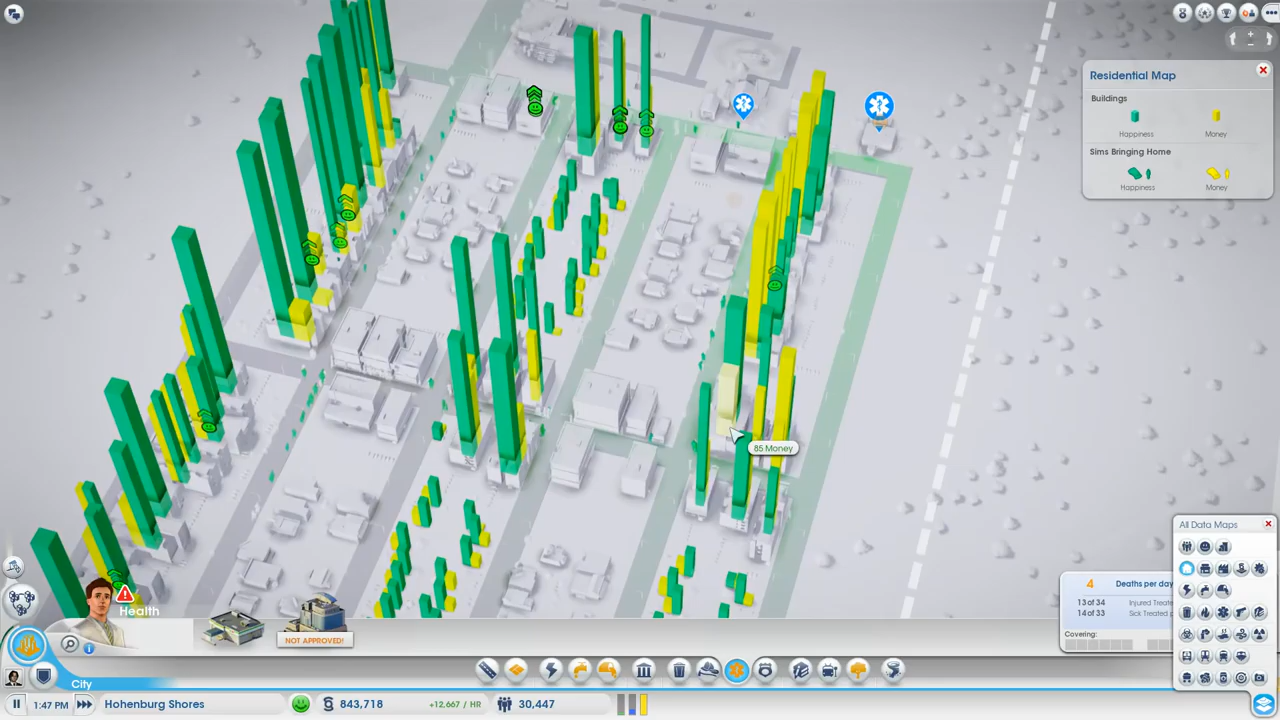 Residential Map
Buildings
Happiness
Money
Sims Bringing Home
Happiness
Money
85 Money
All Data Maps
4 Deaths per day
13 of 34 Injured Treate
14 of 33 Sick Treated p
Covering:
Health
NOT APPROVED!
City
1:47 PM
Hohenburg Shores
843,718
+12,667 / HR
30,447